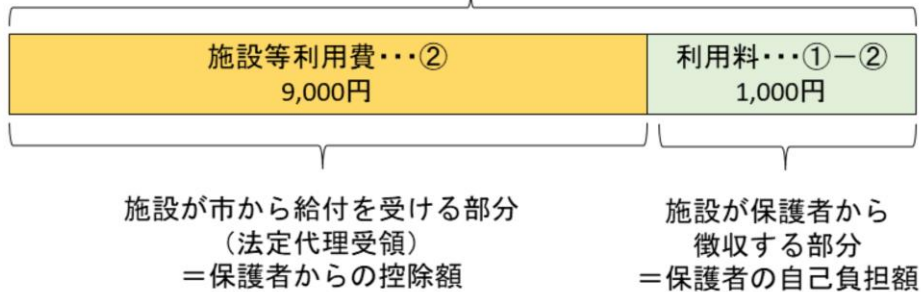 施設等利用費･･･②
9,000円
利用料･･･①－②
1,000円
施設が市から給付を受ける部分
（法定代理受領）
＝保護者からの控除額
施設が保護者から
徴収する部分
＝保護者の自己負担額